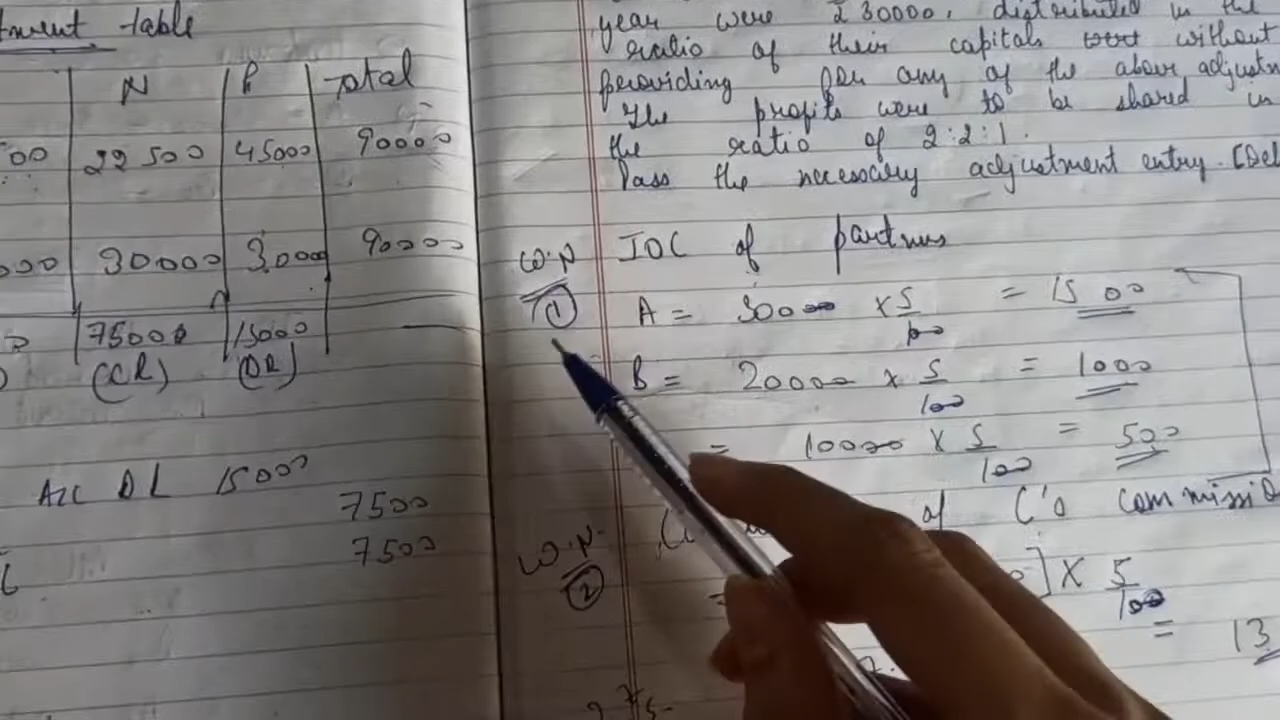 table
N
Total
22500 45000 90000
30000 30000 90000
75000 15000
(CR) (DR)
A/C DR 15000
7500
7500
year were ₹ 30000, distributed in the
ratio of their capitals without
providing for any of the above adjustm
The profits were to be shared in
the ratio of 2:2:1.
Pass the necessary adjustment entry. [Del
W.N ① IOC of partners
A = 30000 × 5/100 = 1500
B = 20000 × 5/100 = 1000
= 10000 × 5/100 = 500
W.N. ② of C's commissio
] × 5/100
= 13